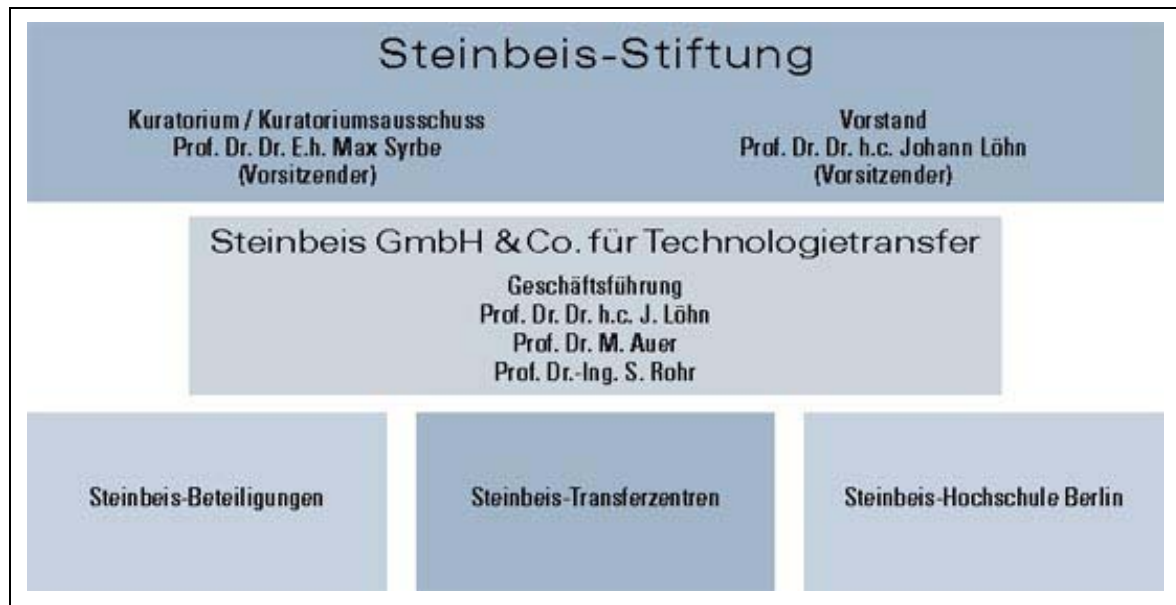 Steinbeis-Stiftung
Kuratorium / Kuratoriumsausschuss
Prof. Dr. Dr. E.h. Max Syrbe
(Vorsitzender)
Vorstand
Prof. Dr. Dr. h.c. Johann Löhn
(Vorsitzender)
Steinbeis GmbH & Co. für Technologietransfer
Geschäftsführung
Prof. Dr. Dr. h.c. J. Löhn
Prof. Dr. M. Auer
Prof. Dr.-Ing. S. Rohr
Steinbeis-Beteiligungen
Steinbeis-Transferzentren
Steinbeis-Hochschule Berlin